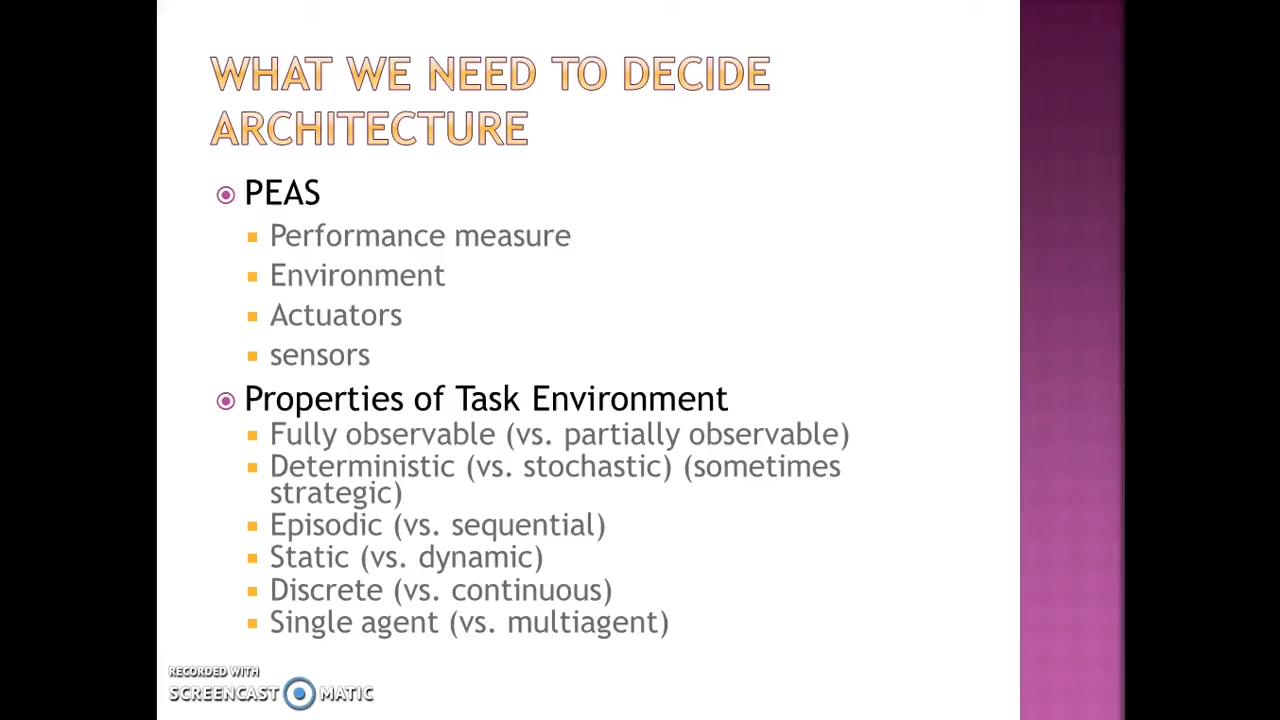 WHAT WE NEED TO DECIDE
ARCHITECTURE
PEAS
Performance measure
Environment
Actuators
sensors
Properties of Task Environment
Fully observable (vs. partially observable)
Deterministic (vs. stochastic) (sometimes
strategic)
Episodic (vs. sequential)
Static (vs. dynamic)
Discrete (vs. continuous)
Single agent (vs. multiagent)
RECORDED WITH
SCREENCAST MATIC